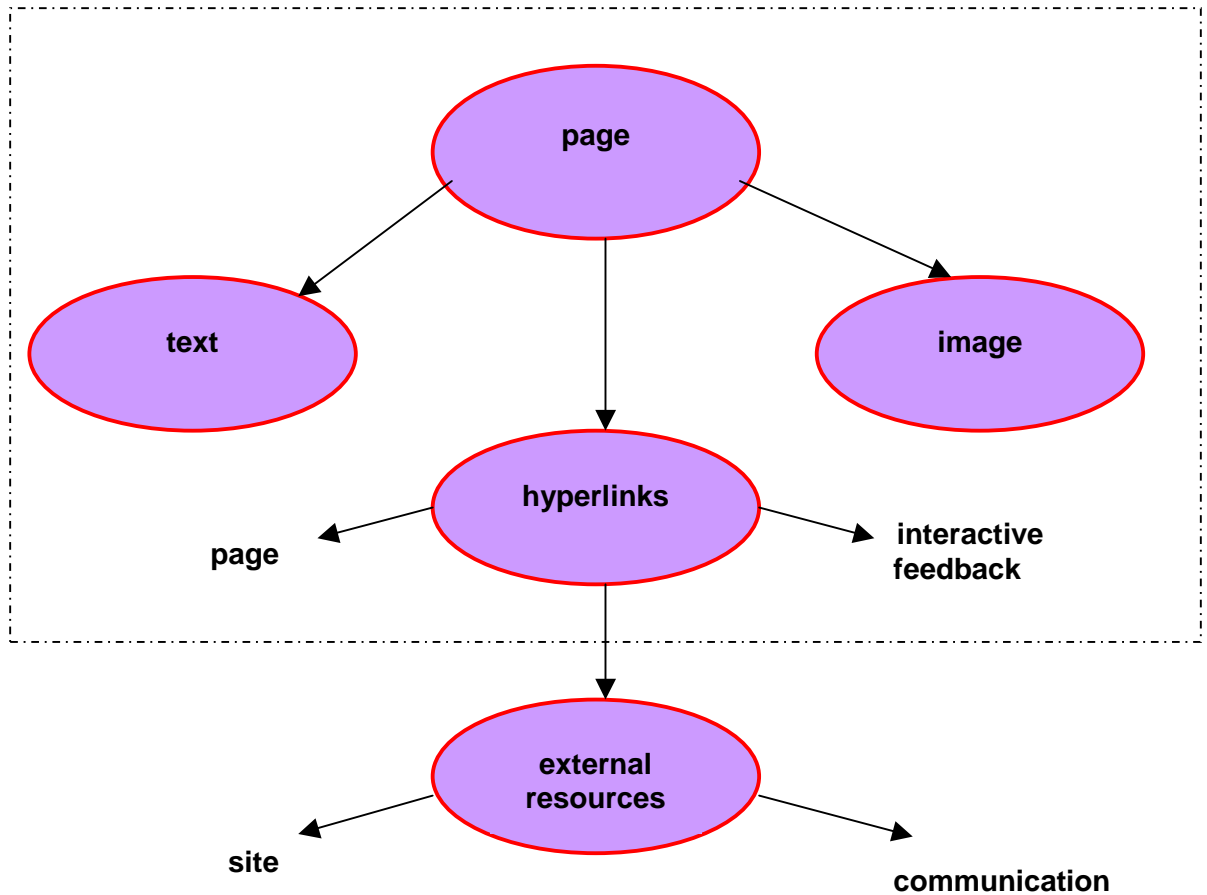 page
text
image
hyperlinks
page
interactive
feedback
external
resources
site
communication